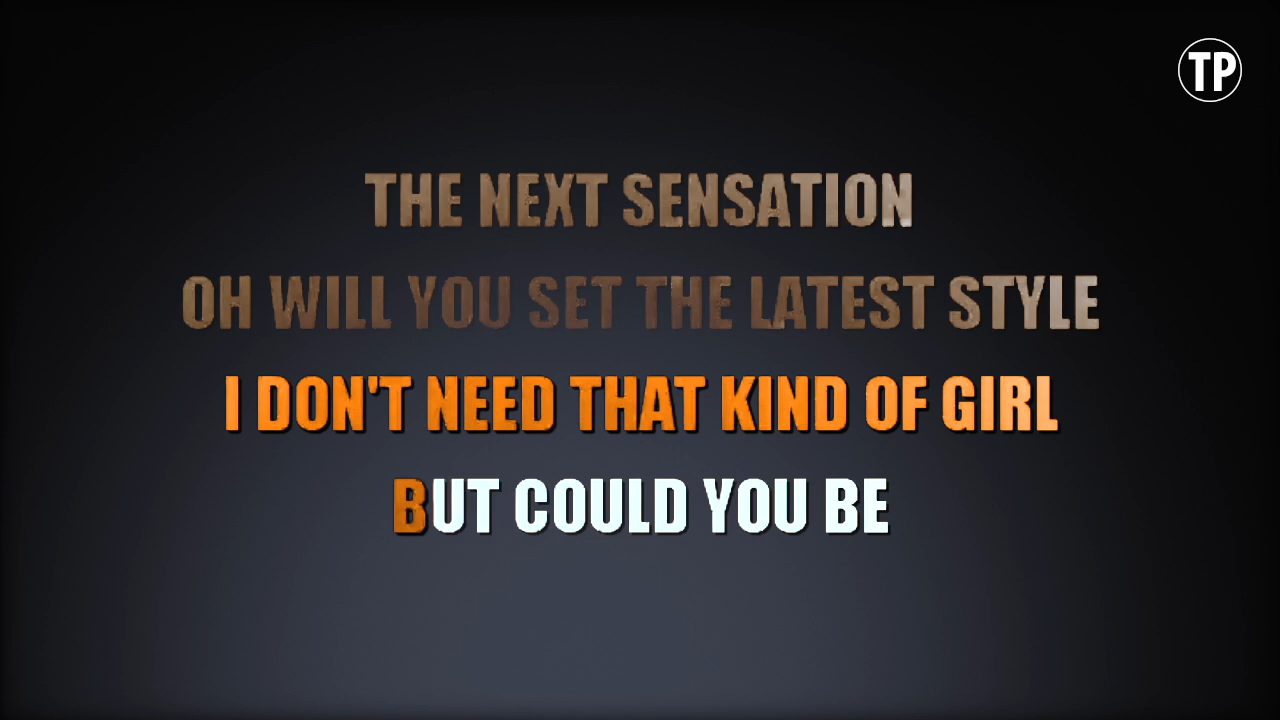 TP
THE NEXT SENSATION
OH WILL YOU SET THE LATEST STYLE
I DON'T NEED THAT KIND OF GIRL
BUT COULD YOU BE